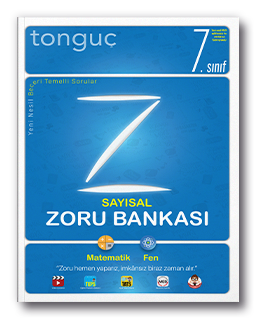 tonguç
7. sınıf
Yeni Nesil Beceri Temelli Sorular
Z
SAYISAL
ZORU BANKASI
Matematik Fen
"Zoru hemen yaparız, imkânsız biraz zaman alır."